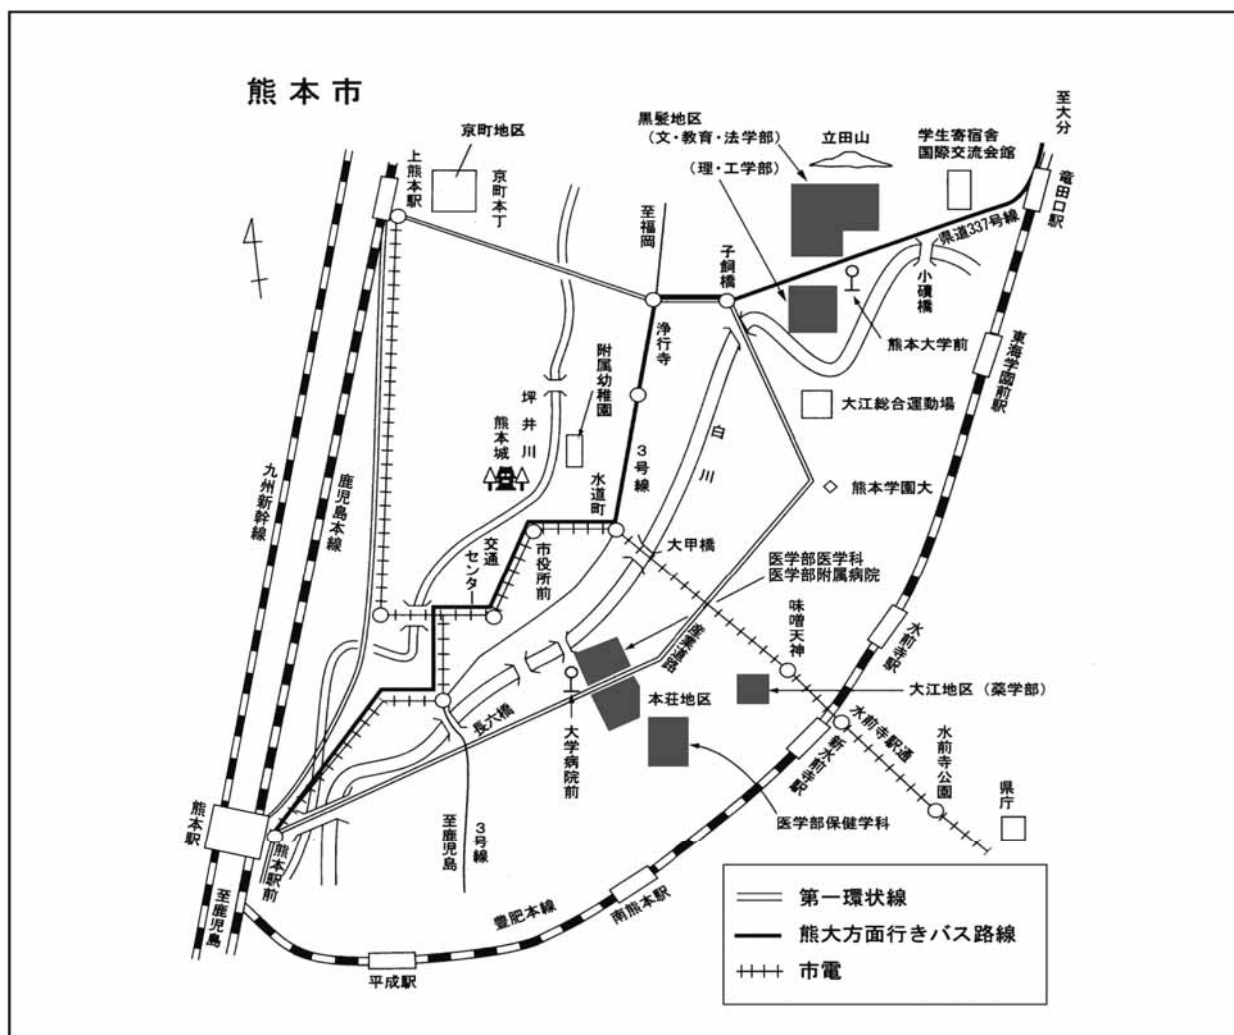 熊本市
京町地区
上熊本駅
京町本丁
至福岡
黒髪地区
(文・教育・法学部)
(理・工学部)
立田山
学生寄宿舎
国際交流会館
至大分
竜田口駅
県道337号線
子飼橋
小磧橋
熊本大学前
浄行寺
東海学園前駅
附属幼稚園
坪井川
熊本城
大江総合運動場
白川
3号線
水道町
熊本学園大
九州新幹線
鹿児島本線
大甲橋
交通
センター
市役所前
医学部医学科
医学部附属病院
味噌天神
水前寺駅
産業道路
大江地区(薬学部)
本荘地区
長六橋
大学病院前
水前寺駅通
新水前寺駅
水前寺公園
県庁
医学部保健学科
熊本駅
熊本駅前
至鹿児島
3号線
至鹿児島
豊肥本線
南熊本駅
平成駅
第一環状線
熊大方面行きバス路線
市電